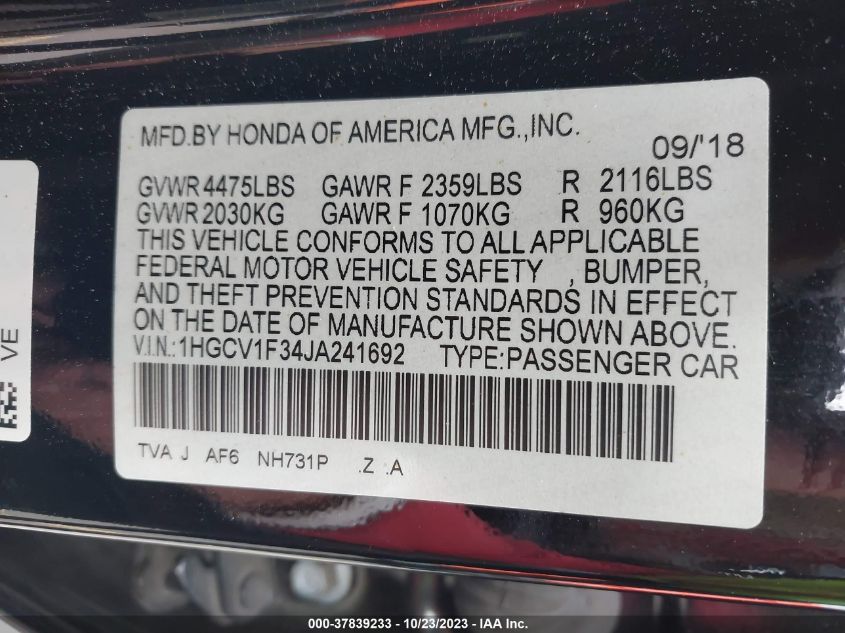 MFD.BY HONDA OF AMERICA MFG.,INC.
09/'18
GVWR 4475LBS GAWR F 2359LBS R 2116LBS
GVWR 2030KG GAWR F 1070KG R 960KG
THIS VEHICLE CONFORMS TO ALL APPLICABLE
FEDERAL MOTOR VEHICLE SAFETY , BUMPER,
AND THEFT PREVENTION STANDARDS IN EFFECT
ON THE DATE OF MANUFACTURE SHOWN ABOVE.
V.I.N.:1HGCV1F34JA241692 TYPE:PASSENGER CAR
TVA J AF6 NH731P .Z .A
VE
000-37839233 - 10/23/2023 - IAA Inc.